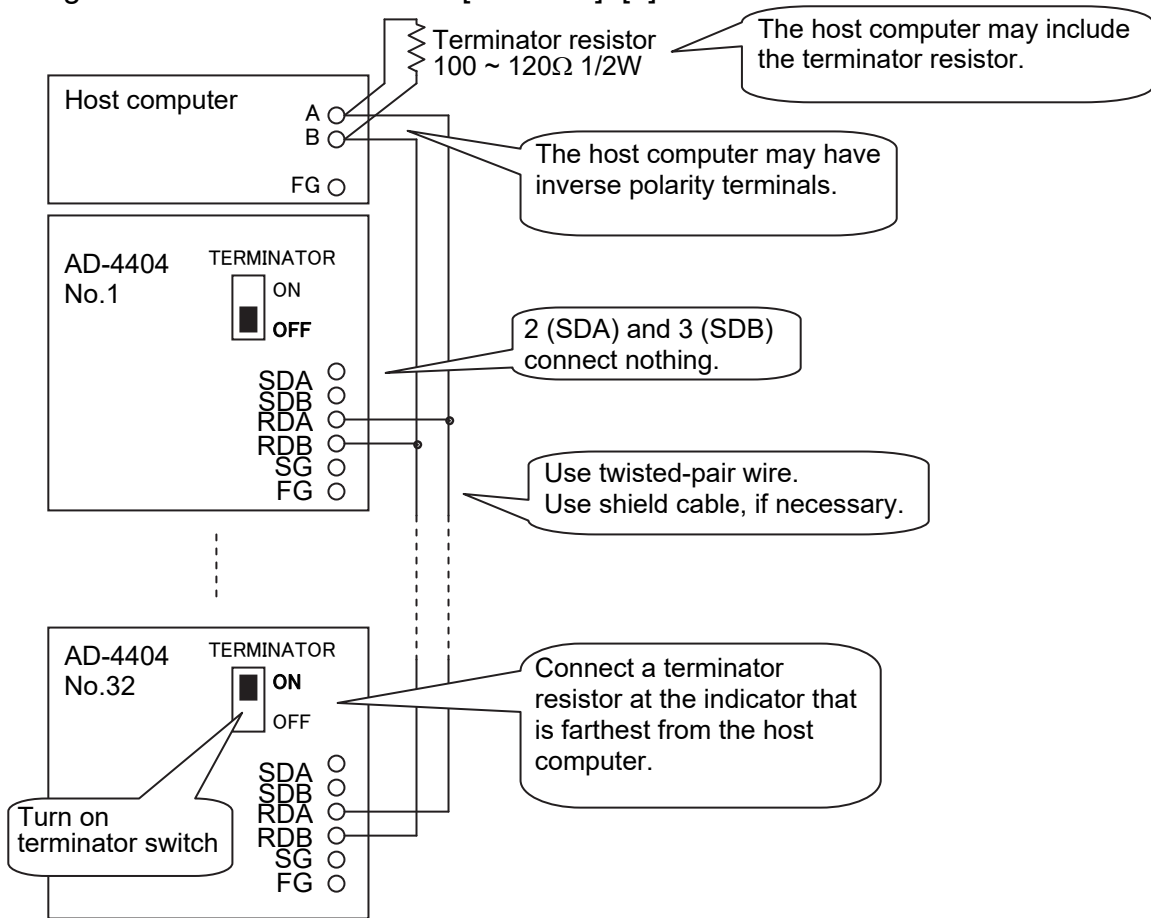 Terminator resistor
100 ~ 120Ω 1/2W
The host computer may include
the terminator resistor.
Host computer
A
B
FG
The host computer may have
inverse polarity terminals.
AD-4404
No.1
TERMINATOR
ON
OFF
2 (SDA) and 3 (SDB)
connect nothing.
SDA
SDB
RDA
RDB
SG
FG
Use twisted-pair wire.
Use shield cable, if necessary.
AD-4404
No.32
TERMINATOR
ON
OFF
Connect a terminator
resistor at the indicator that
is farthest from the host
computer.
SDA
SDB
RDA
RDB
SG
FG
Turn on
terminator switch